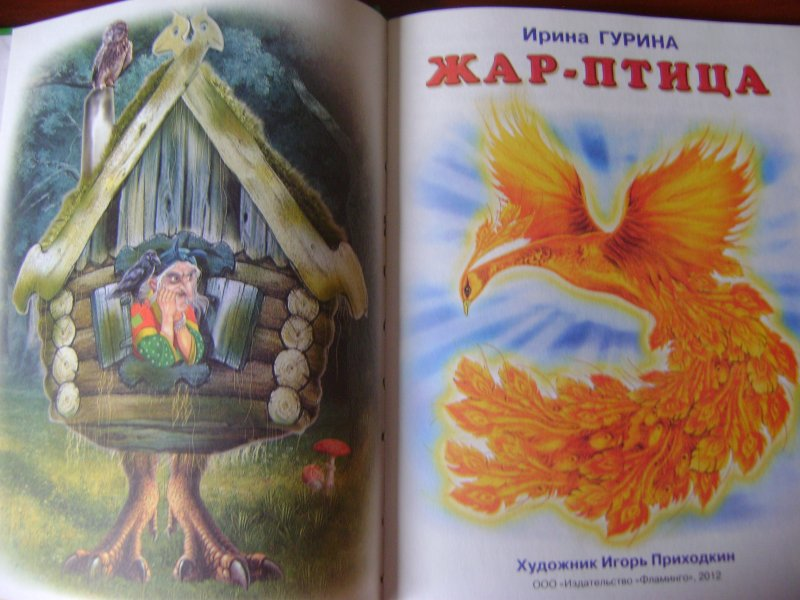 Ирина ГУРИНА
ЖАР-ПТИЦА
Художник Игорь Приходкин
ООО «Издательство «Фламинго», 2012